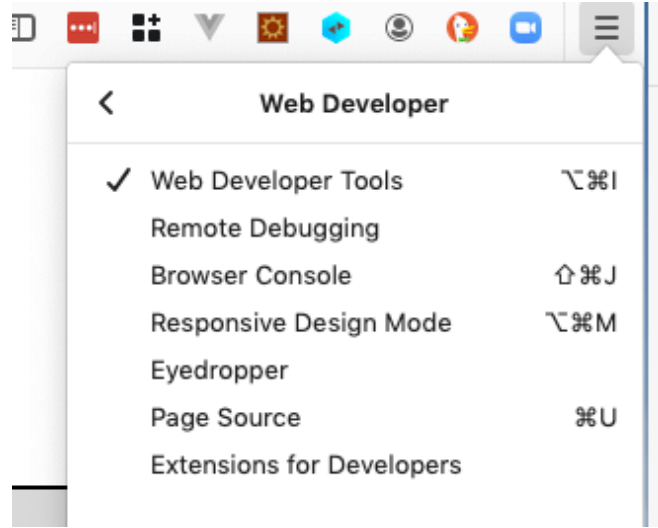 Web Developer
Web Developer Tools ⌥⌘I
Remote Debugging
Browser Console ⇧⌘J
Responsive Design Mode ⌥⌘M
Eyedropper
Page Source ⌘U
Extensions for Developers